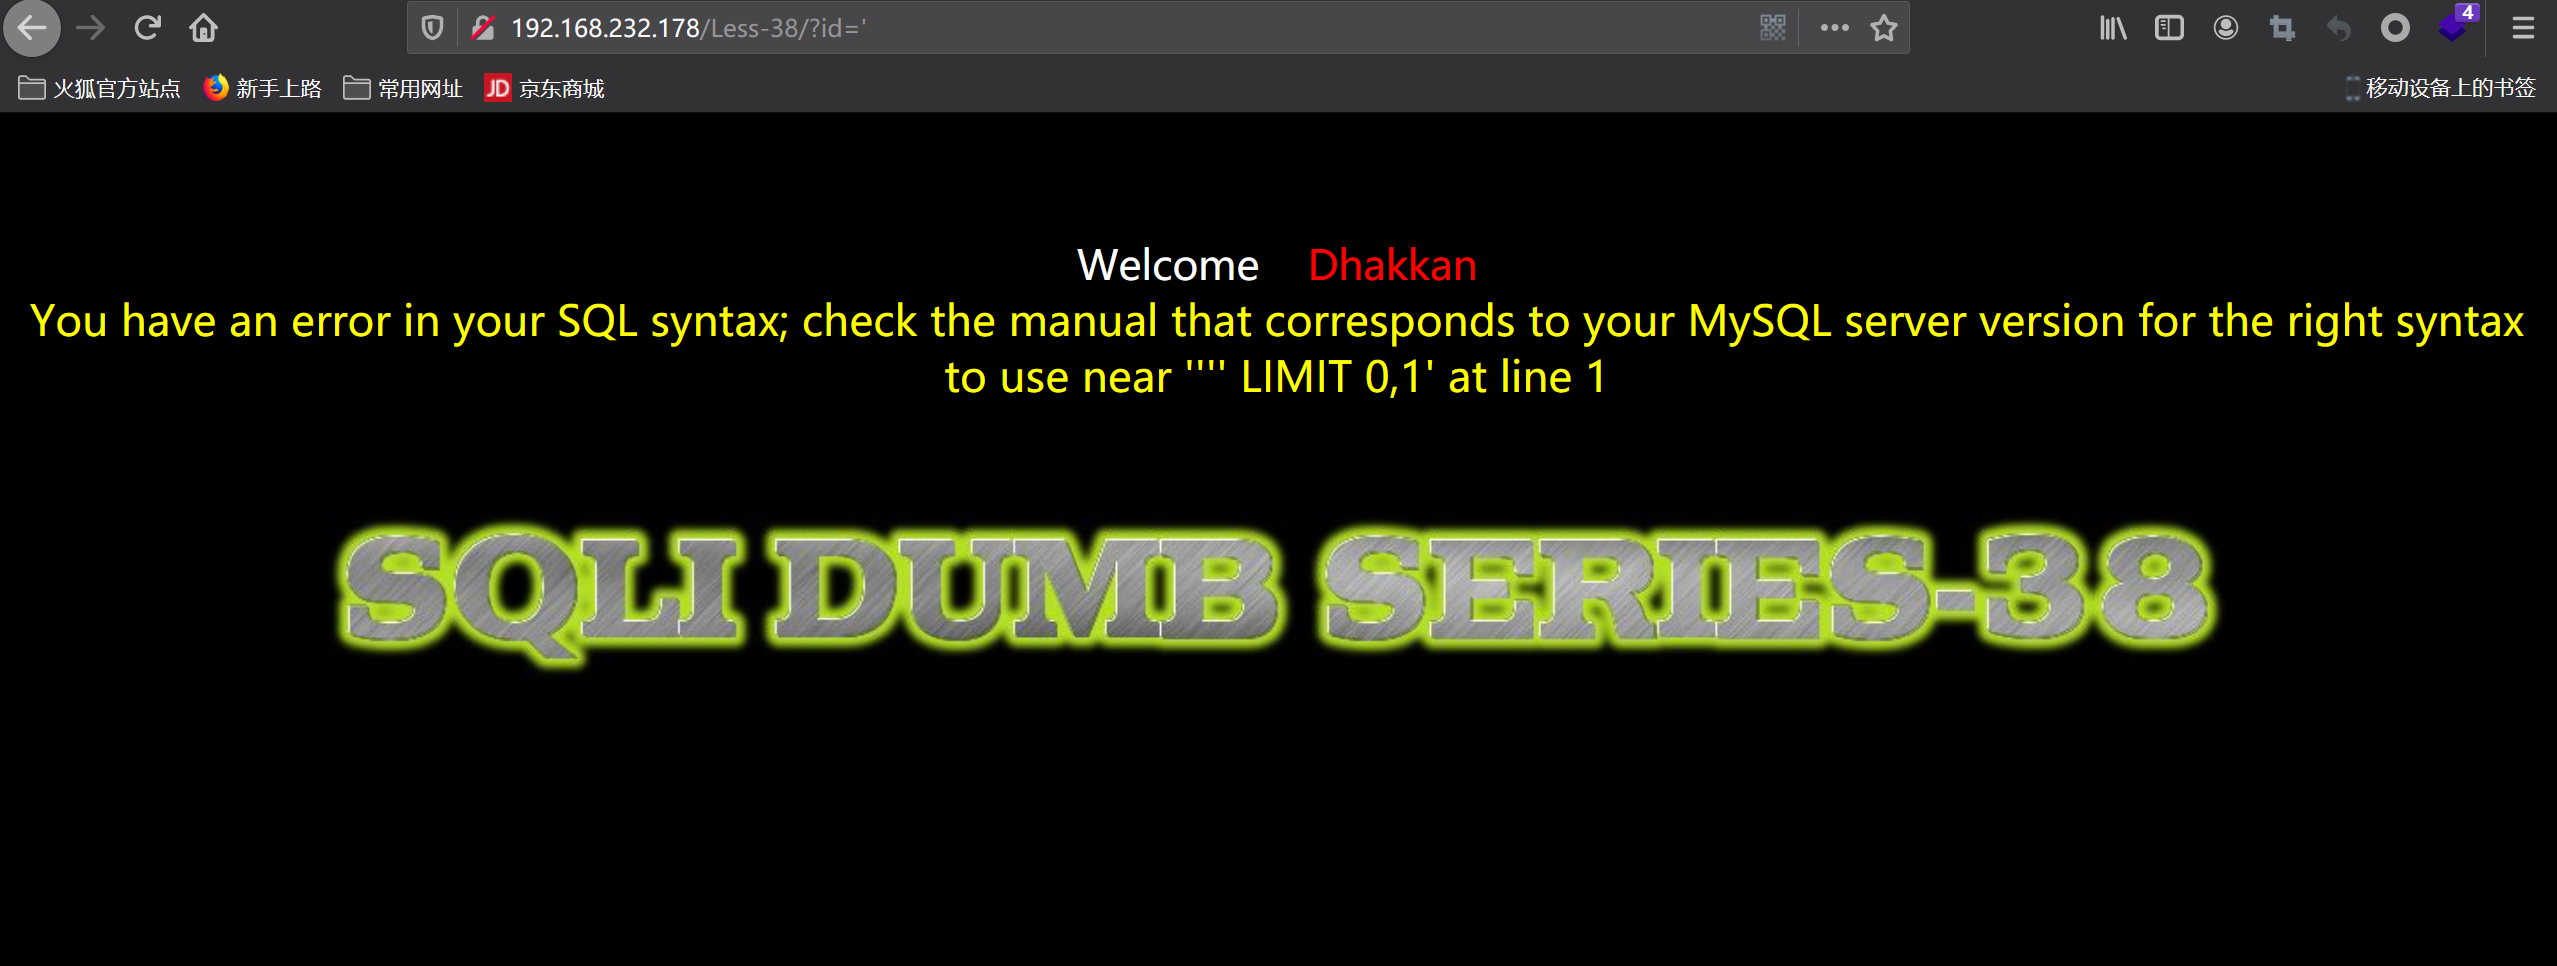 192.168.232.178/Less-38/?id='
4
火狐官方站点 新手上路 常用网址 JD 京东商城 移动设备上的书签
Welcome Dhakkan
You have an error in your SQL syntax; check the manual that corresponds to your MySQL server version for the right syntax
to use near '''' LIMIT 0,1' at line 1
SQLI DUMB SERIES-38